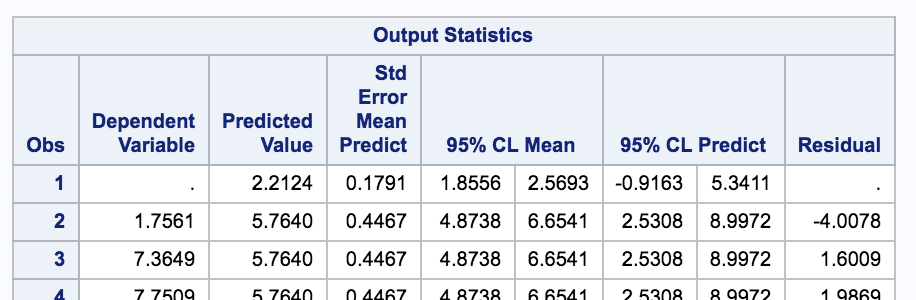 Output Statistics
Std
Error
Dependent Predicted Mean
Obs Variable Value Predict 95% CL Mean 95% CL Predict Residual
1 . 2.2124 0.1791 1.8556 2.5693 -0.9163 5.3411 .
2 1.7561 5.7640 0.4467 4.8738 6.6541 2.5308 8.9972 -4.0078
3 7.3649 5.7640 0.4467 4.8738 6.6541 2.5308 8.9972 1.6009
4 7.7509 5.7640 0.4467 4.8738 6.6541 2.5308 8.9972 1.9869